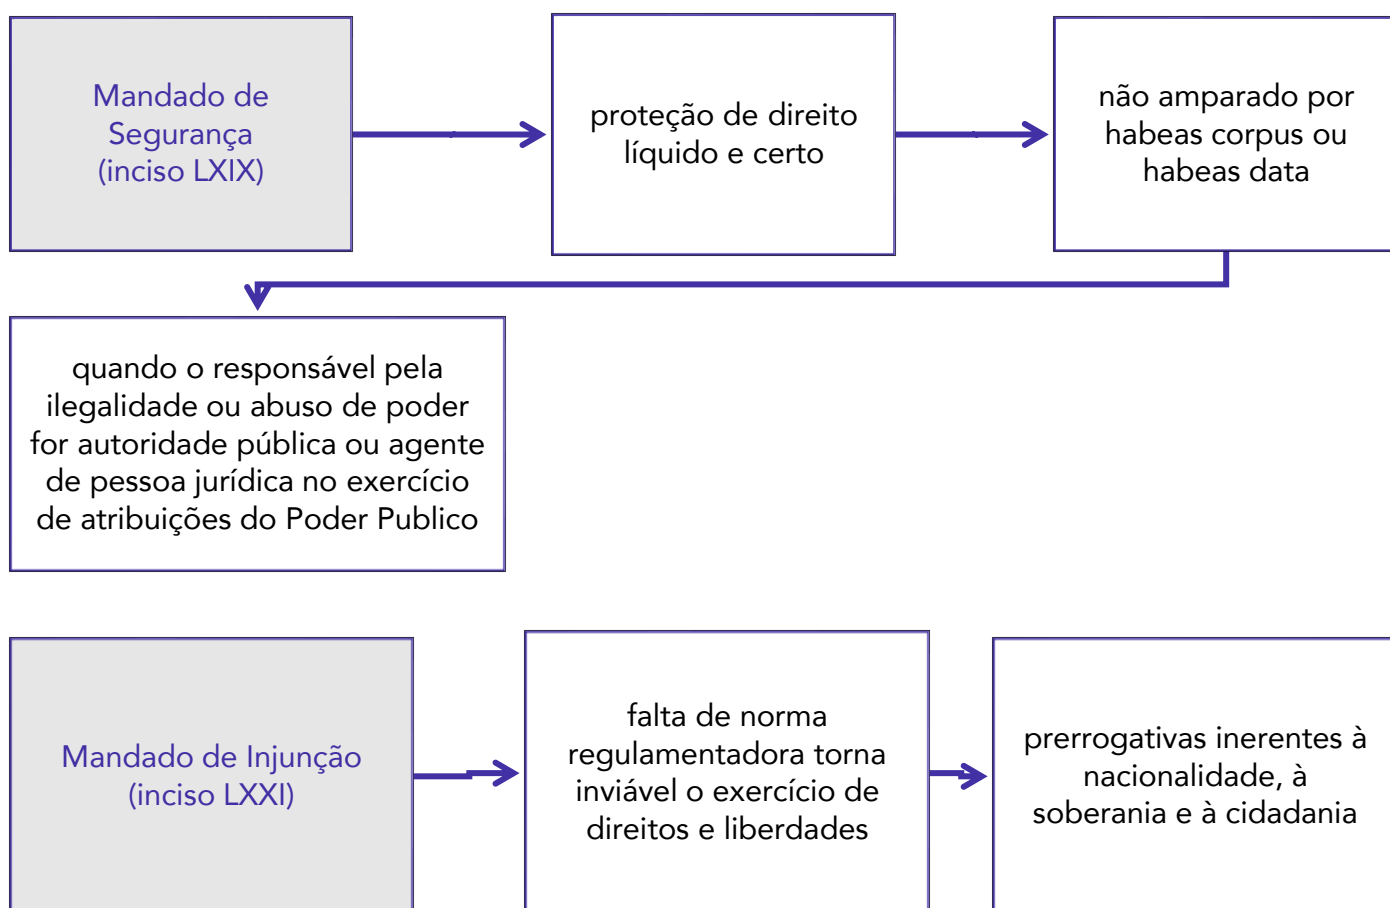 Mandado de
Segurança
(inciso LXIX)
proteção de direito
líquido e certo
não amparado por
habeas corpus ou
habeas data
quando o responsável pela
ilegalidade ou abuso de poder
for autoridade pública ou agente
de pessoa jurídica no exercício
de atribuições do Poder Publico
Mandado de Injunção
(inciso LXXI)
falta de norma
regulamentadora torna
inviável o exercício de
direitos e liberdades
prerrogativas inerentes à
nacionalidade, à
soberania e à cidadania